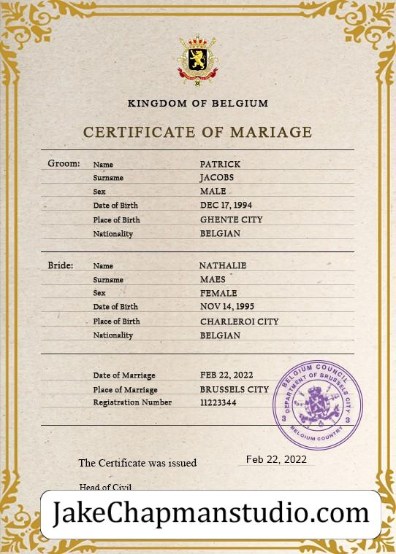 KINGDOM OF BELGIUM
CERTIFICATE OF MARIAGE
Groom: Name PATRICK
Surname JACOBS
Sex MALE
Date of Birth DEC 17, 1994
Place of Birth GHENTE CITY
Nationality BELGIAN
Bride: Name NATHALIE
Surname MAES
Sex FEMALE
Date of Birth NOV 14, 1995
Place of Birth CHARLEROI CITY
Nationality BELGIAN
Date of Marriage FEB 22, 2022
Place of Marriage BRUSSELS CITY
Registration Number 11223344
BELGIUM COUNCIL
DEPARTMENT OF BRUSSELS CITY
3 3
BELGIUM COUNTRY
The Certificate was issued Feb 22, 2022
Head of Civil
JakeChapmanstudio.com